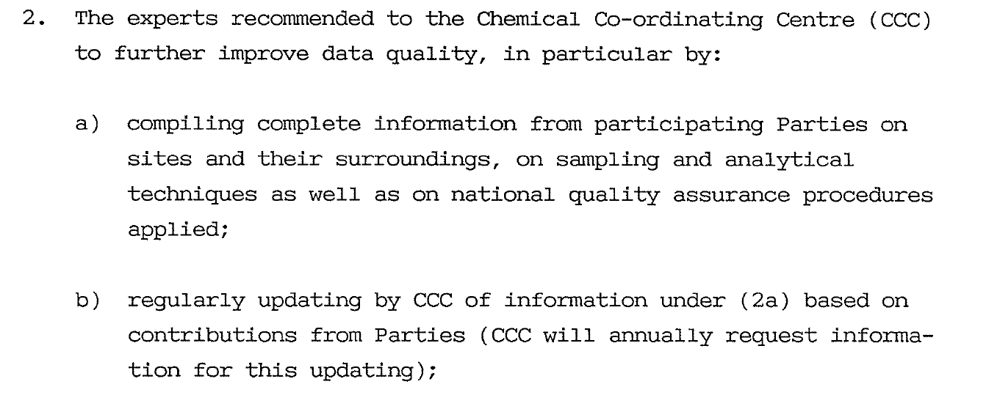 2. The experts recommended to the Chemical Co-ordinating Centre (CCC)
to further improve data quality, in particular by:
a) compiling complete information from participating Parties on
sites and their surroundings, on sampling and analytical
techniques as well as on national quality assurance procedures
applied;
b) regularly updating by CCC of information under (2a) based on
contributions from Parties (CCC will annually request informa-
tion for this updating);